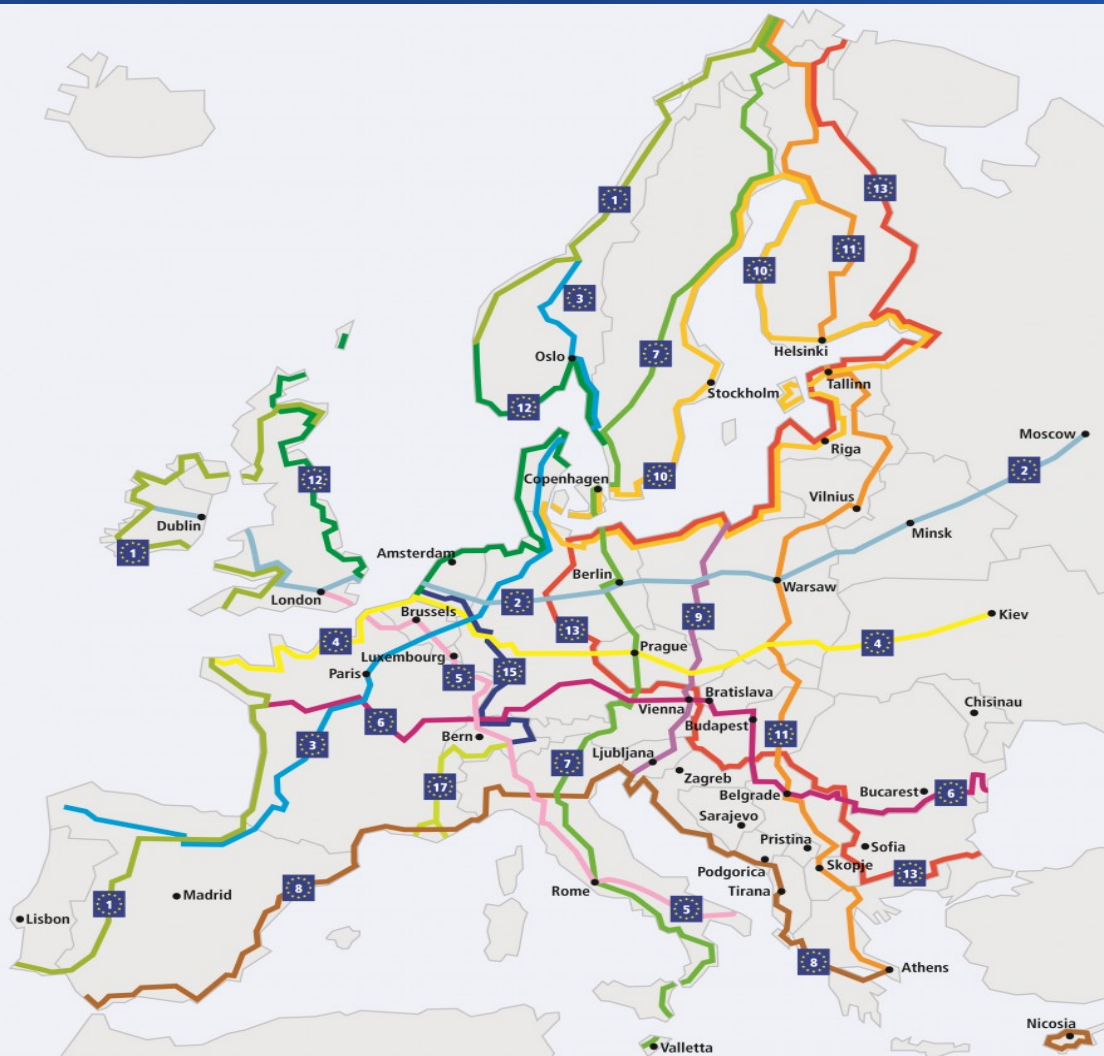 1
13
11
10
3
7
Oslo
Helsinki
Stockholm
Tallinn
12
Moscow
Riga
2
12
10
Copenhagen
Vilnius
Dublin
Minsk
1
Amsterdam
Berlin
Warsaw
London
2
Brussels
Kiev
9
13
4
4
Prague
Luxembourg
Paris
5
15
Bratislava
Chisinau
Vienna
6
Budapest
Bern
11
3
Ljubljana
7
Zagreb
17
Belgrade
Bucarest
6
Sarajevo
Pristina
Sofia
Podgorica
Skopje
13
8
Rome
Tirana
Madrid
1
5
Lisbon
8
Athens
Nicosia
Valletta